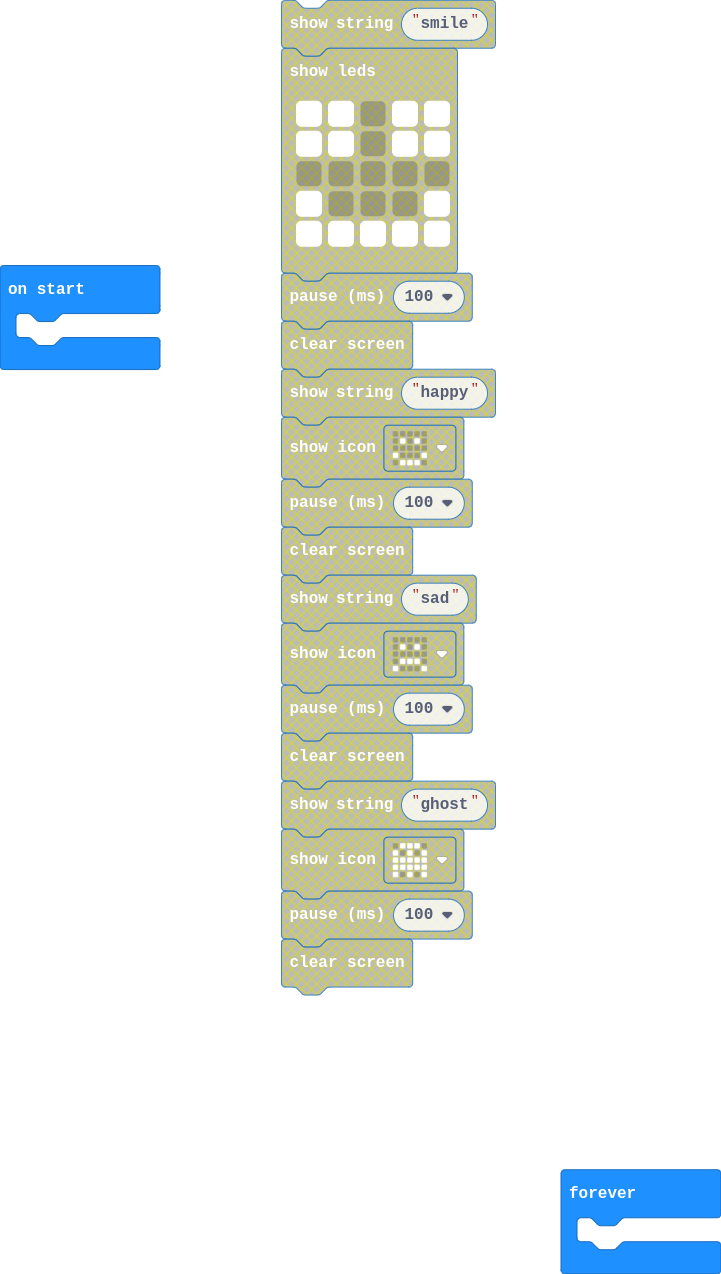 show string "smile"
show leds
on start
pause (ms) 100
clear screen
show string "happy"
show icon
pause (ms) 100
clear screen
show string "sad"
show icon
pause (ms) 100
clear screen
show string "ghost"
show icon
pause (ms) 100
clear screen
forever